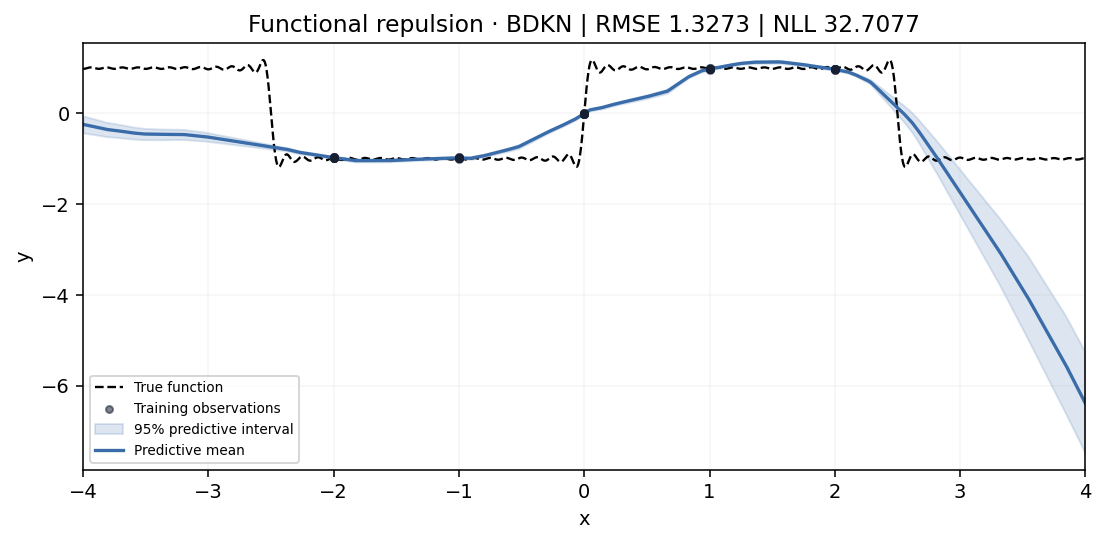 Functional repulsion · BDKN | RMSE 1.3273 | NLL 32.7077
y
0
−2
−4
−6
True function
Training observations
95% predictive interval
Predictive mean
−4 −3 −2 −1 0 1 2 3 4
x